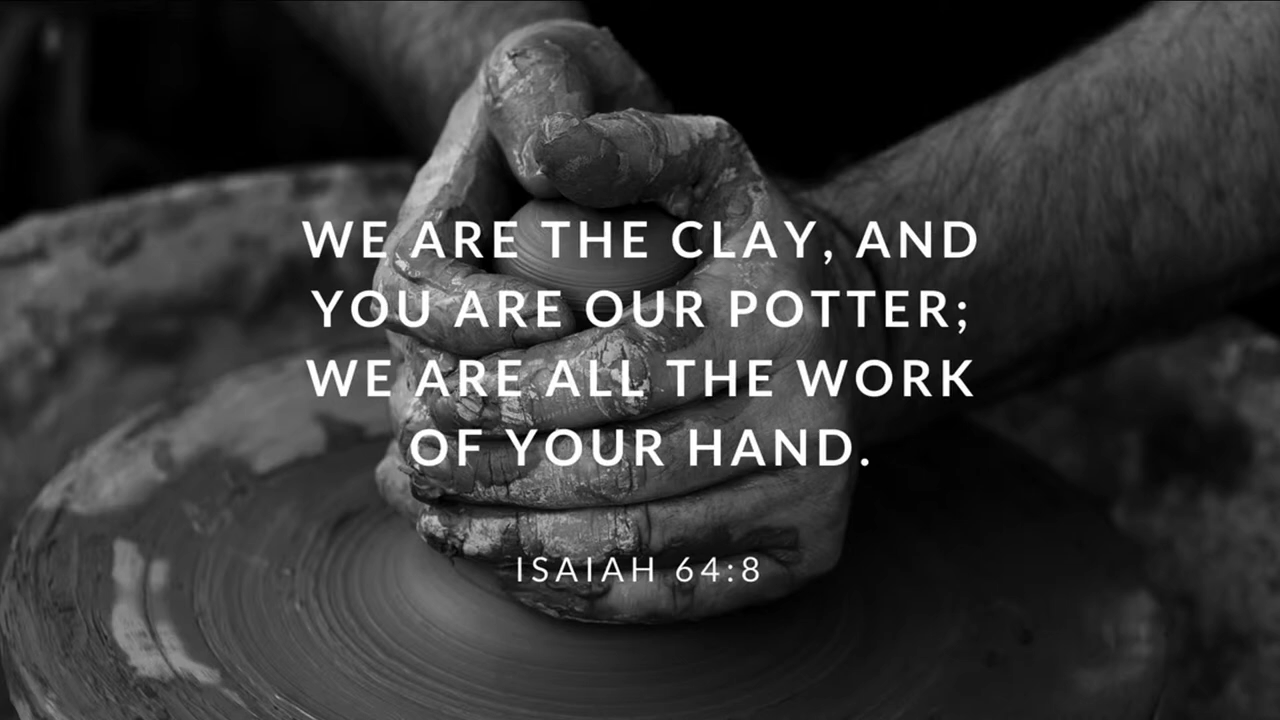 WE ARE THE CLAY, AND
YOU ARE OUR POTTER;
WE ARE ALL THE WORK
OF YOUR HAND.
ISAIAH 64:8